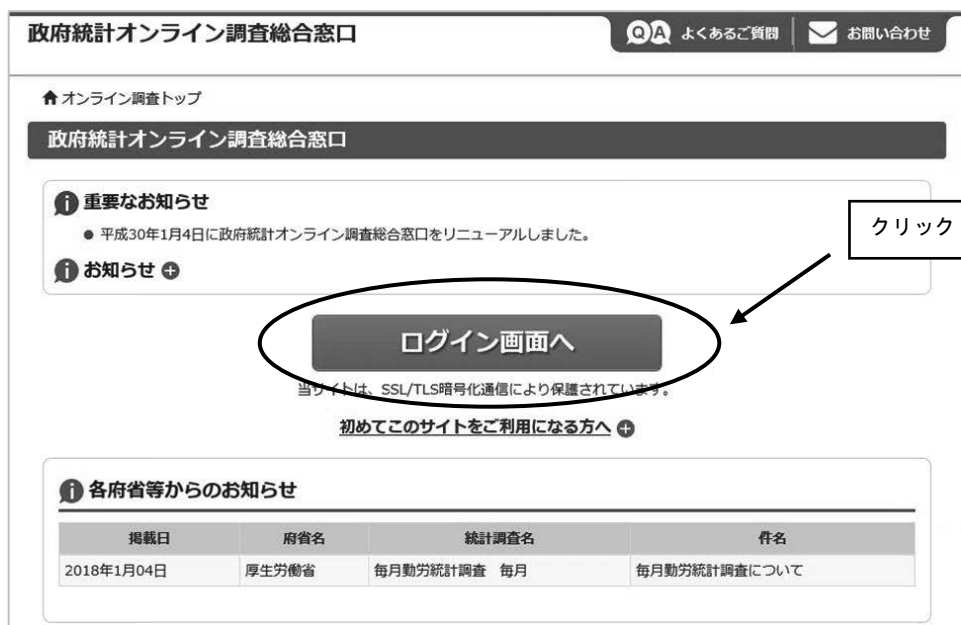 政府統計オンライン調査総合窓口
QA よくあるご質問
お問い合わせ
オンライン調査トップ
政府統計オンライン調査総合窓口
重要なお知らせ
● 平成30年1月4日に政府統計オンライン調査総合窓口をリニューアルしました。
お知らせ
クリック
ログイン画面へ
当サイトは、SSL/TLS暗号化通信により保護されています。
初めてこのサイトをご利用になる方へ
各府省等からのお知らせ
掲載日 府省名 統計調査名 件名
2018年1月04日 厚生労働省 毎月勤労統計調査 毎月 毎月勤労統計調査について